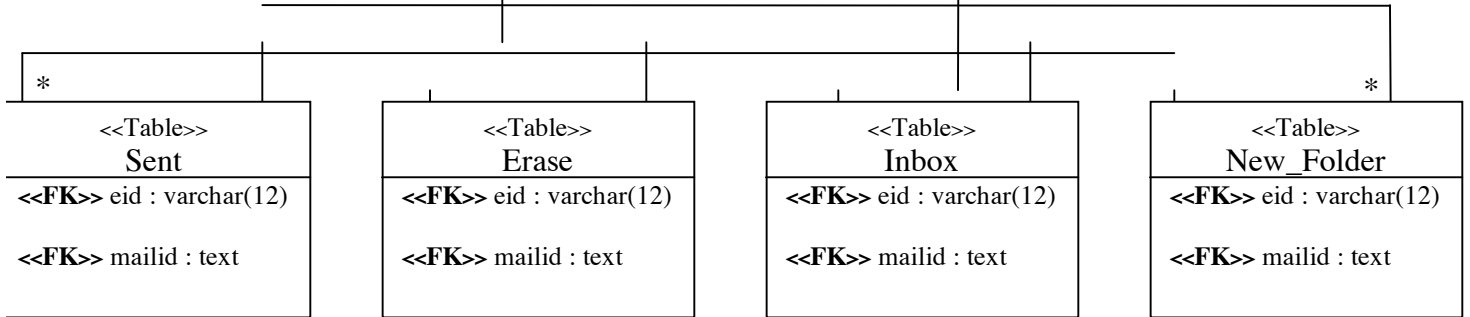 *
*
<<Table>>
Sent
<<FK>> eid : varchar(12)
<<FK>> mailid : text
<<Table>>
Erase
<<FK>> eid : varchar(12)
<<FK>> mailid : text
<<Table>>
Inbox
<<FK>> eid : varchar(12)
<<FK>> mailid : text
<<Table>>
New_Folder
<<FK>> eid : varchar(12)
<<FK>> mailid : text